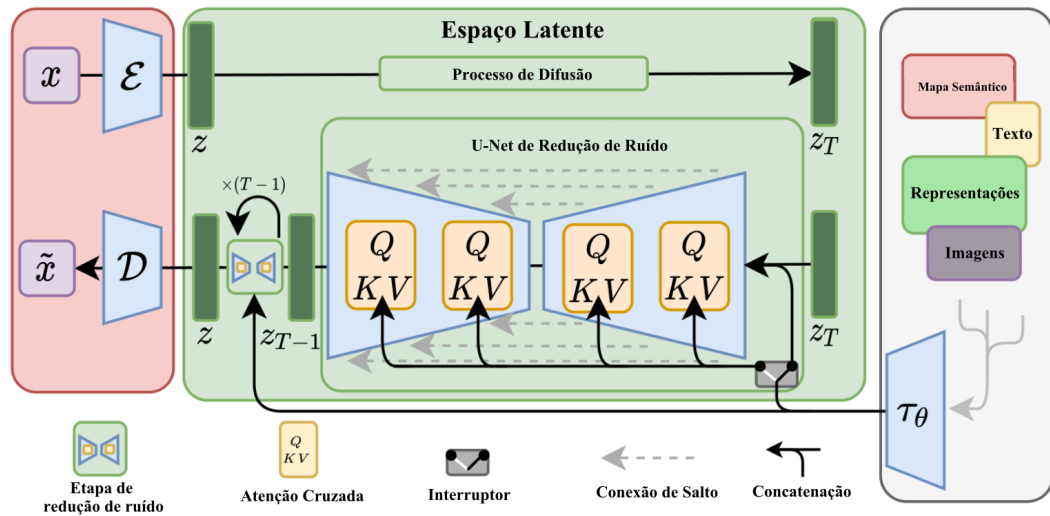 Espaço Latente
x
ℰ
Processo de Difusão
z
z_T
Mapa Semântico
Texto
Representações
Imagens
U-Net de Redução de Ruído
×(T − 1)
x̃
𝒟
Q
KV
Q
KV
Q
KV
Q
KV
z
z_{T−1}
z_T
τ_θ
Etapa de
redução de ruído
Q
KV
Atenção Cruzada
Interruptor
Conexão de Salto
Concatenação